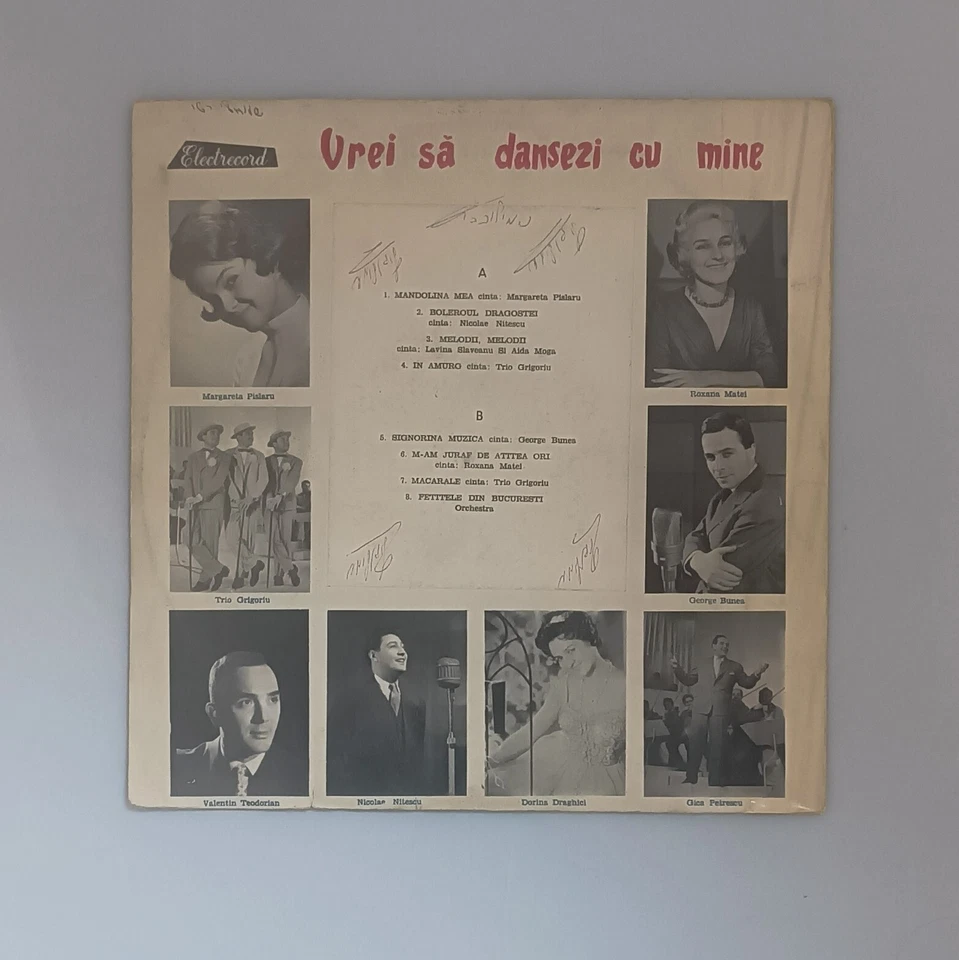 Electrecord
Vrei să dansezi cu mine
A
1. MANDOLINA MEA cinta: Margareta Pislaru
2. BOLEROUL DRAGOSTEI
cinta: Nicolae Nitescu
3. MELODII, MELODII
cinta: Lavina Slaveanu Si Aida Moga
4. IN AMURG cinta: Trio Grigoriu
B
5. SIGNORINA MUZICA cinta: George Bunea
6. M-AM JURAT DE ATITEA ORI
cinta: Roxana Matei
7. MACARALE cinta: Trio Grigoriu
8. FETITELE DIN BUCURESTI
Orchestra
Margareta Pislaru
Roxana Matei
Trio Grigoriu
George Bunea
Valentin Teodorian
Nicolae Nitescu
Dorina Draghici
Gica Petrescu